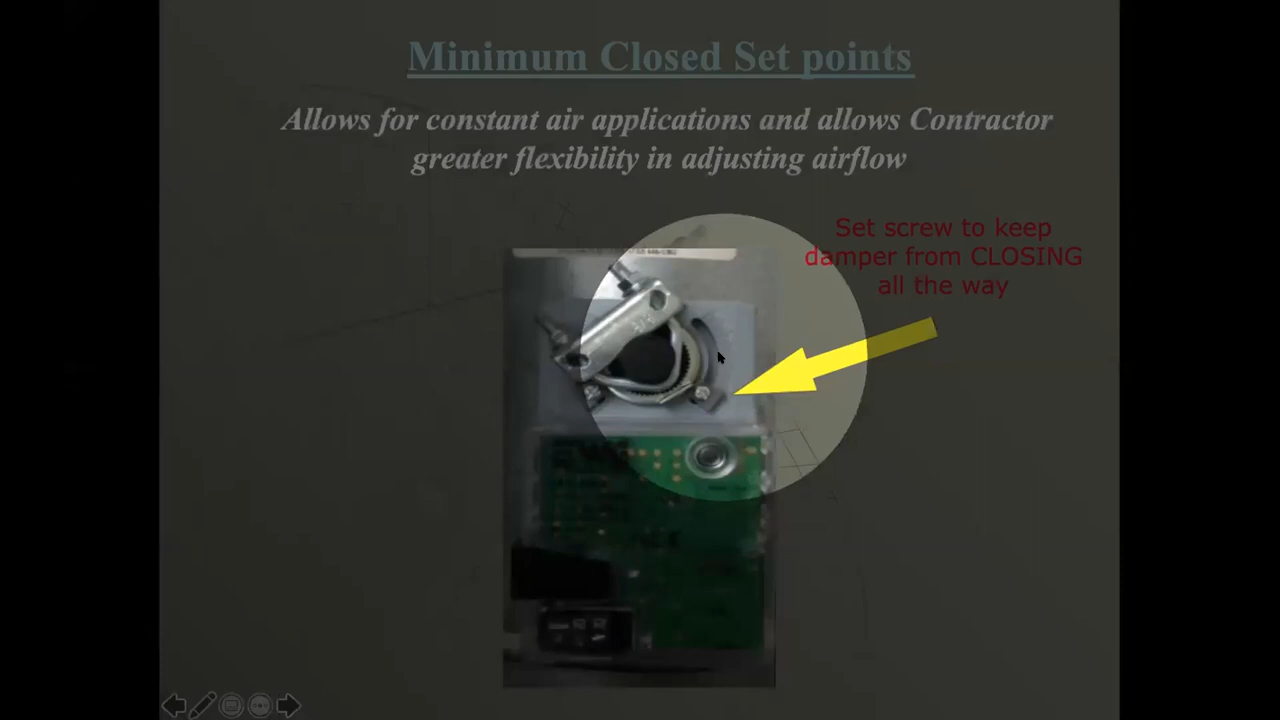 Minimum Closed Set points
Allows for constant air applications and allows Contractor
greater flexibility in adjusting airflow
Set screw to keep
damper from CLOSING
all the way